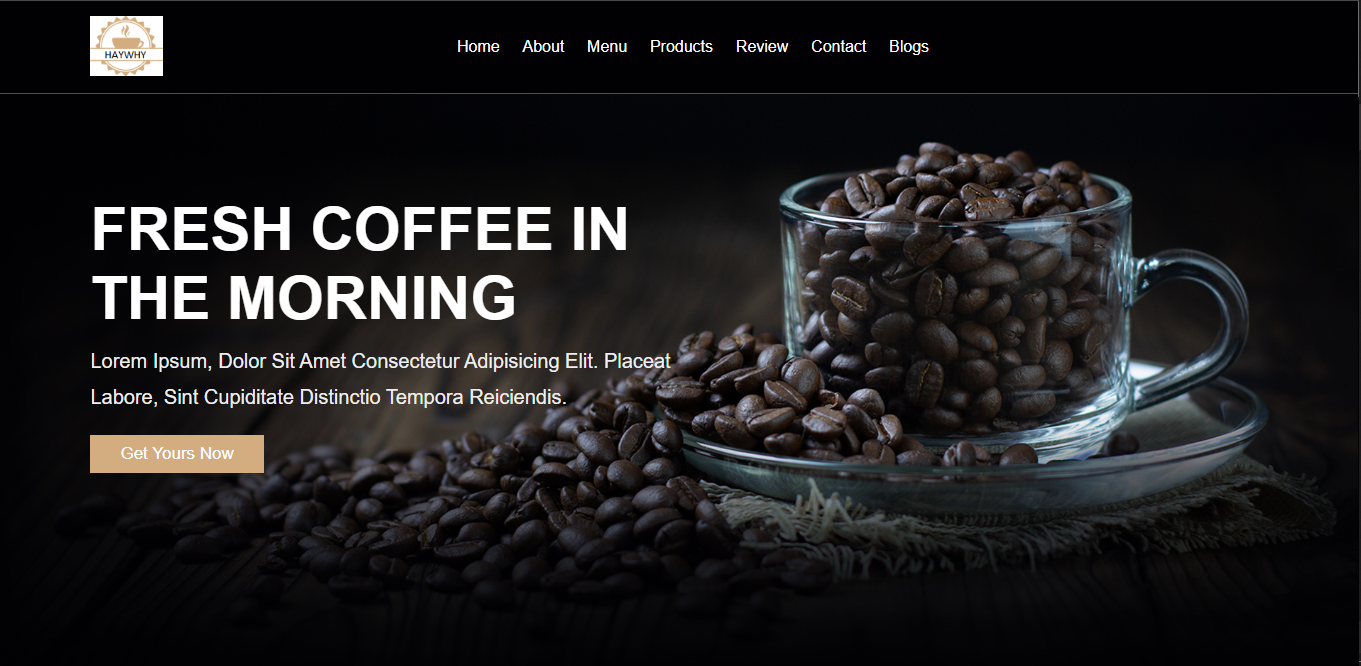 HAYWHY
Home About Menu Products Review Contact Blogs
FRESH COFFEE IN
THE MORNING
Lorem Ipsum, Dolor Sit Amet Consectetur Adipisicing Elit. Placeat
Labore, Sint Cupiditate Distinctio Tempora Reiciendis.
Get Yours Now